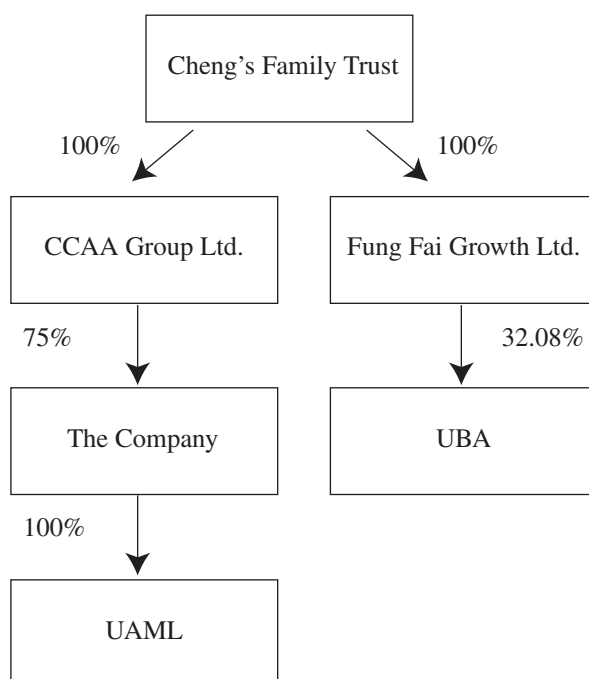 Cheng’s Family Trust
100%
100%
CCAA Group Ltd.
Fung Fai Growth Ltd.
75%
32.08%
The Company
UBA
100%
UAML